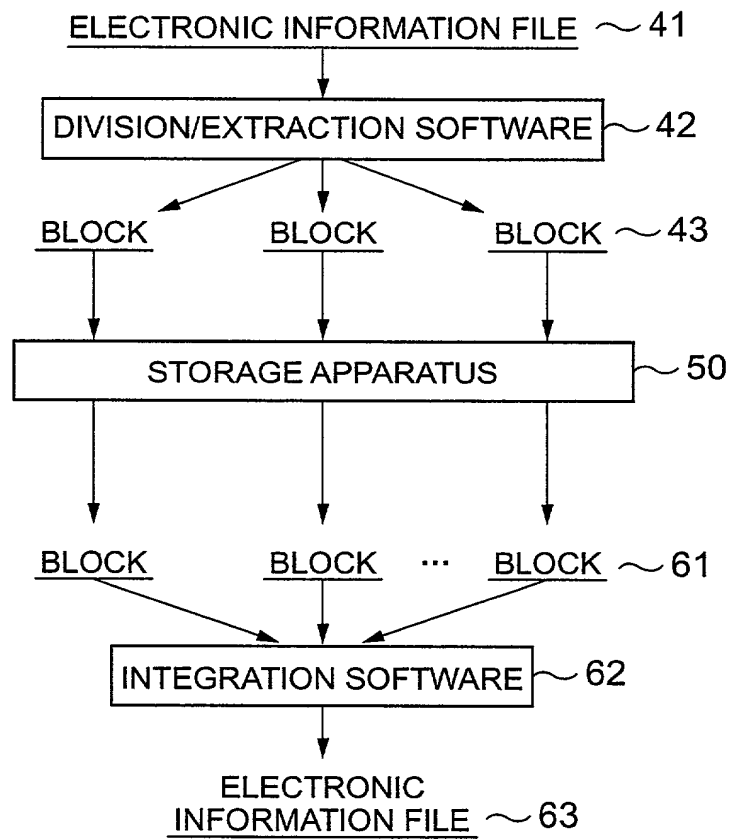 ELECTRONIC INFORMATION FILE 41
DIVISION/EXTRACTION SOFTWARE 42
BLOCK BLOCK BLOCK 43
STORAGE APPARATUS 50
BLOCK BLOCK ... BLOCK 61
INTEGRATION SOFTWARE 62
ELECTRONIC
INFORMATION FILE 63